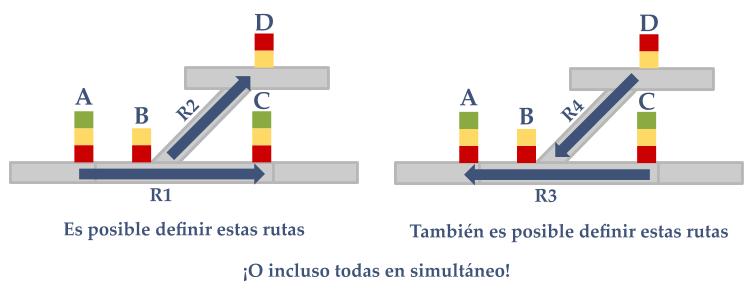 D
D
A
B
R2
C
A
B
R4
C
R1
R3
Es posible definir estas rutas
También es posible definir estas rutas
¡O incluso todas en simultáneo!